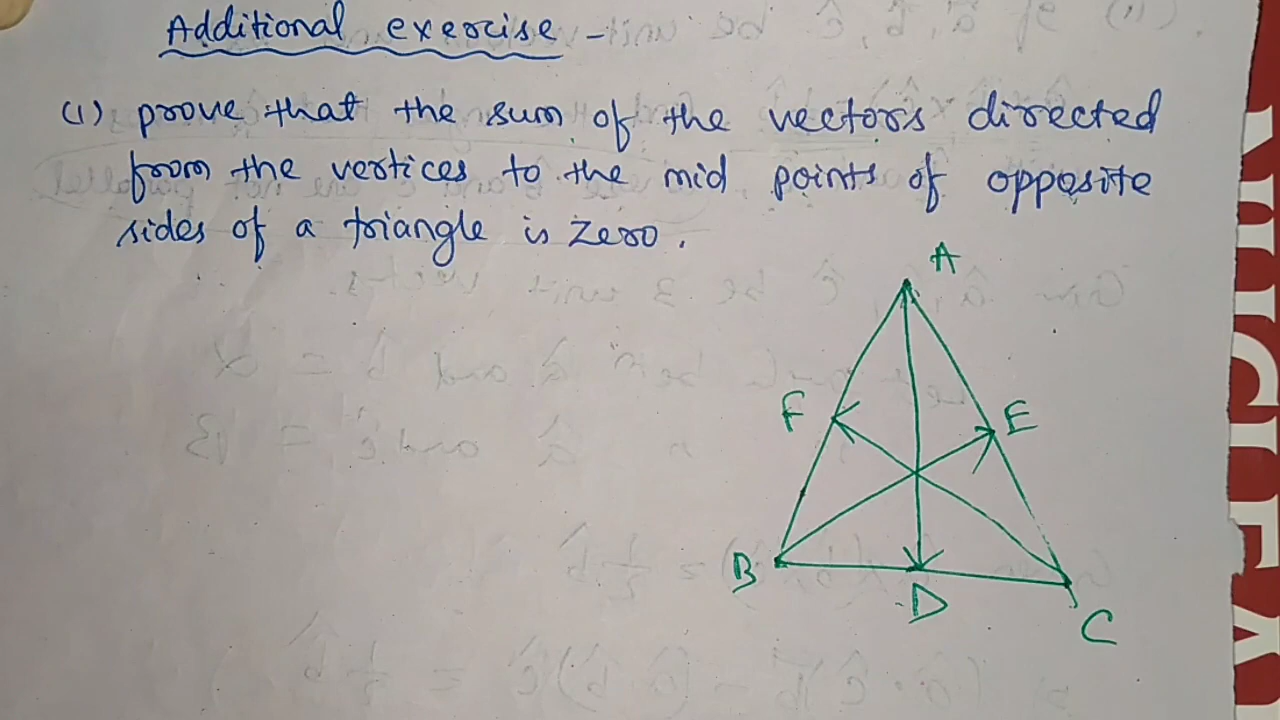 Additional exercise -
(1) prove that the sum of the vectors directed
from the vertices to the mid points of opposite
sides of a triangle is zero.
A
F
E
B
D
C